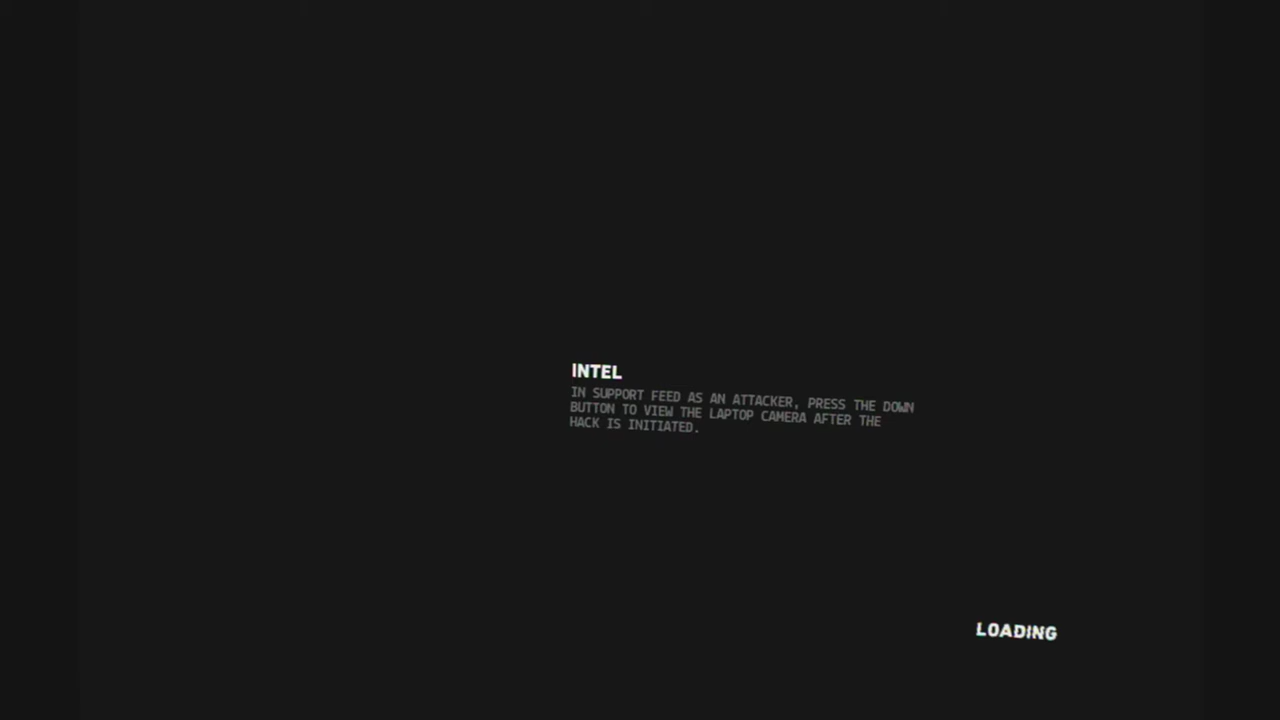 INTEL
IN SUPPORT FEED AS AN ATTACKER, PRESS THE DOWN
BUTTON TO VIEW THE LAPTOP CAMERA AFTER THE
HACK IS INITIATED.
LOADING